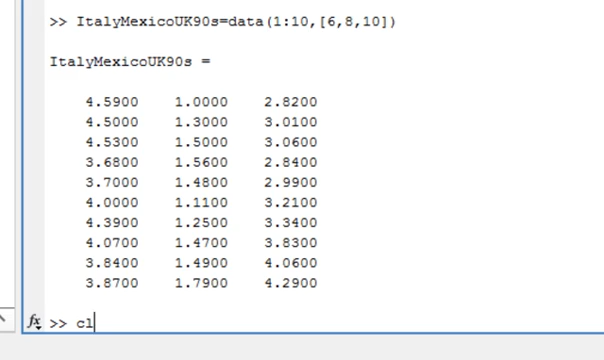 >> ItalyMexicoUK90s=data(1:10,[6,8,10])
ItalyMexicoUK90s =
4.5900 1.0000 2.8200
4.5000 1.3000 3.0100
4.5300 1.5000 3.0600
3.6800 1.5600 2.8400
3.7000 1.4800 2.9900
4.0000 1.1100 3.2100
4.3900 1.2500 3.3400
4.0700 1.4700 3.8300
3.8400 1.4900 4.0600
3.8700 1.7900 4.2900
fx >> cl